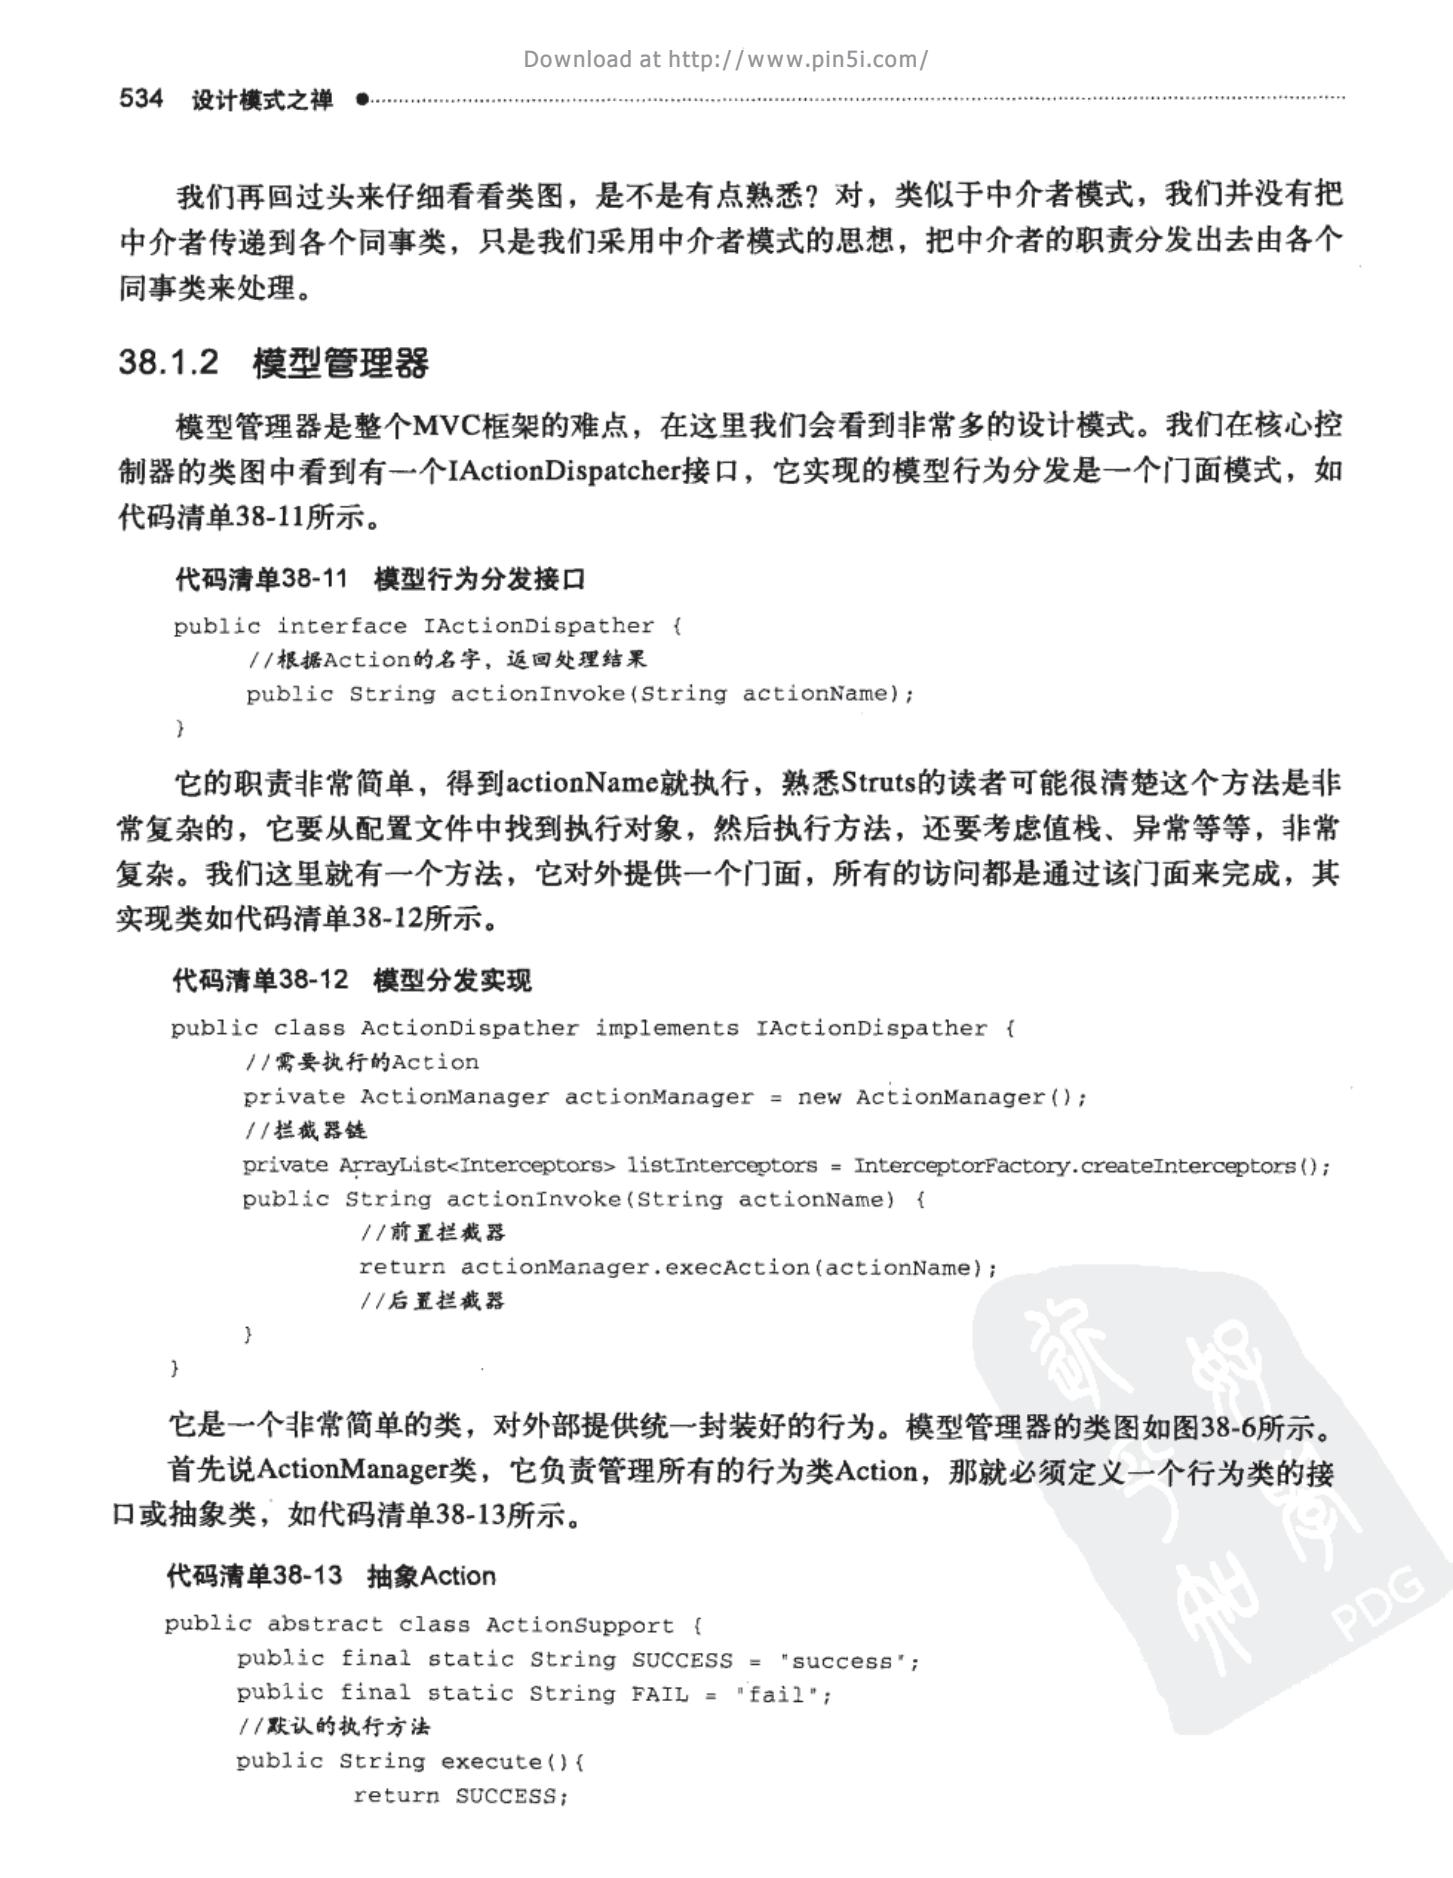 Download at http://www.pin5i.com/
534 设计模式之禅
我们再回过头来仔细看看类图，是不是有点熟悉？对，类似于中介者模式，我们并没有把
中介者传递到各个同事类，只是我们采用中介者模式的思想，把中介者的职责分发出去由各个
同事类来处理。
38.1.2 模型管理器
模型管理器是整个MVC框架的难点，在这里我们会看到非常多的设计模式。我们在核心控
制器的类图中看到有一个IActionDispatcher接口，它实现的模型行为分发是一个门面模式，如
代码清单38-11所示。
代码清单38-11 模型行为分发接口
public interface IActionDispather {
//根据Action的名字，返回处理结果
public String actionInvoke(String actionName);
}
它的职责非常简单，得到actionName就执行，熟悉Struts的读者可能很清楚这个方法是非
常复杂的，它要从配置文件中找到执行对象，然后执行方法，还要考虑值栈、异常等等，非常
复杂。我们这里就有一个方法，它对外提供一个门面，所有的访问都是通过该门面来完成，其
实现类如代码清单38-12所示。
代码清单38-12 模型分发实现
public class ActionDispather implements IActionDispather {
//需要执行的Action
private ActionManager actionManager = new ActionManager();
//拦截器链
private ArrayList<Interceptors> listInterceptors = InterceptorFactory.createInterceptors();
public String actionInvoke(String actionName) {
//前置拦截器
return actionManager.execAction(actionName);
//后置拦截器
}
}
它是一个非常简单的类，对外部提供统一封装好的行为。模型管理器的类图如图38-6所示。
首先说ActionManager类，它负责管理所有的行为类Action，那就必须定义一个行为类的接
口或抽象类，如代码清单38-13所示。
代码清单38-13 抽象Action
public abstract class ActionSupport {
public final static String SUCCESS = "success";
public final static String FAIL = "fail";
//默认的执行方法
public String execute(){
return SUCCESS;
PDG